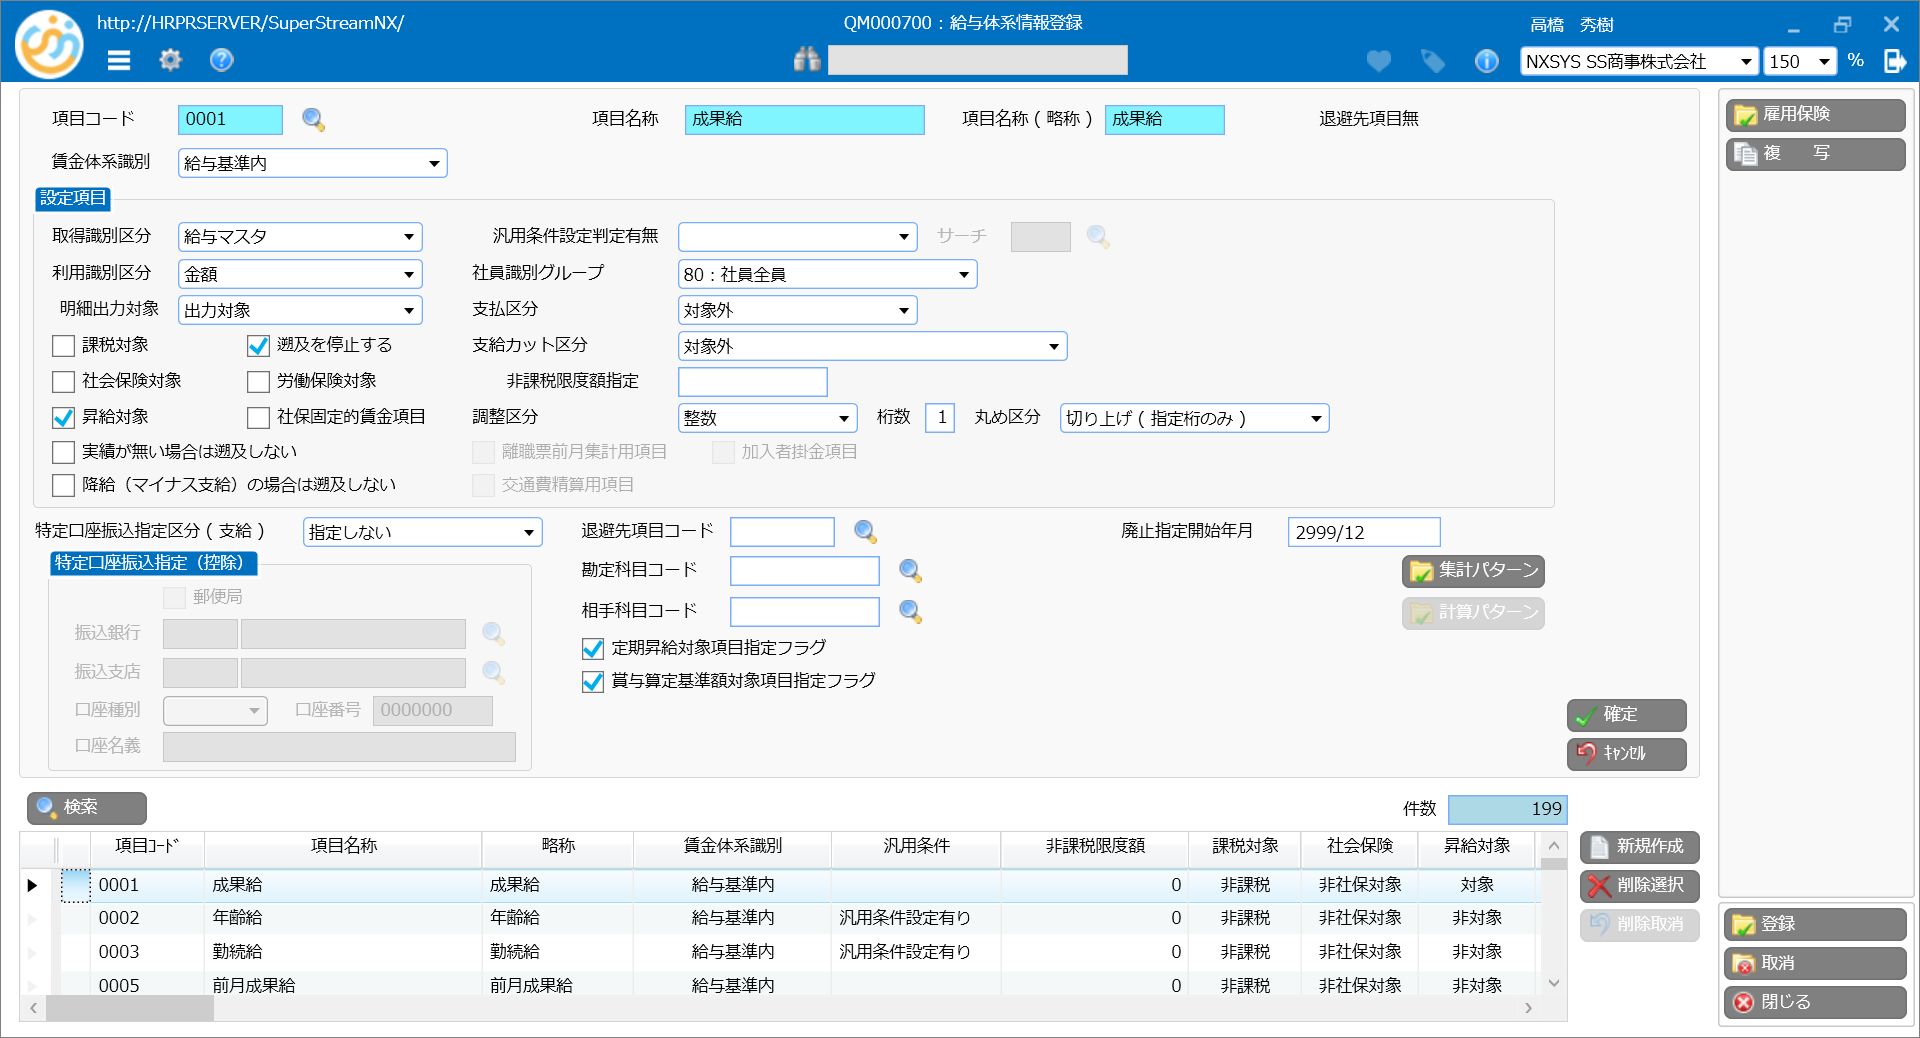 http://HRPRSERVER/SuperStreamNX/
QM000700：給与体系情報登録
高橋　秀樹
NXSYS SS商事株式会社
150
%
項目コード
0001
項目名称
成果給
項目名称 ( 略称 )
成果給
退避先項目無
賃金体系識別
給与基準内
設定項目
取得識別区分
給与マスタ
汎用条件設定判定有無
サーチ
利用識別区分
金額
社員識別グループ
80：社員全員
明細出力対象
出力対象
支払区分
対象外
課税対象
遡及を停止する
支給カット区分
対象外
社会保険対象
労働保険対象
非課税限度額指定
昇給対象
社保固定的賃金項目
調整区分
整数
桁数
1
丸め区分
切り上げ ( 指定桁のみ )
実績が無い場合は遡及しない
離職票前月集計用項目
加入者掛金項目
降給（マイナス支給）の場合は遡及しない
交通費精算用項目
特定口座振込指定区分 ( 支給 )
指定しない
退避先項目コード
廃止指定開始年月
2999/12
特定口座振込指定（控除）
勘定科目コード
集計パターン
郵便局
相手科目コード
計算パターン
振込銀行
定期昇給対象項目指定フラグ
振込支店
賞与算定基準額対象項目指定フラグ
口座種別
口座番号
0000000
口座名義
確定
ｷｬﾝｾﾙ
検索
件数
199
項目ｺｰﾄﾞ 項目名称 略称 賃金体系識別 汎用条件 非課税限度額 課税対象 社会保険 昇給対象
0001 成果給 成果給 給与基準内 0 非課税 非社保対象 対象
0002 年齢給 年齢給 給与基準内 汎用条件設定有り 0 非課税 非社保対象 非対象
0003 勤続給 勤続給 給与基準内 汎用条件設定有り 0 非課税 非社保対象 非対象
0005 前月成果給 前月成果給 給与基準内 0 非課税 非社保対象 非対象
新規作成
削除選択
削除取消
雇用保険
複　　写
登録
取消
閉じる